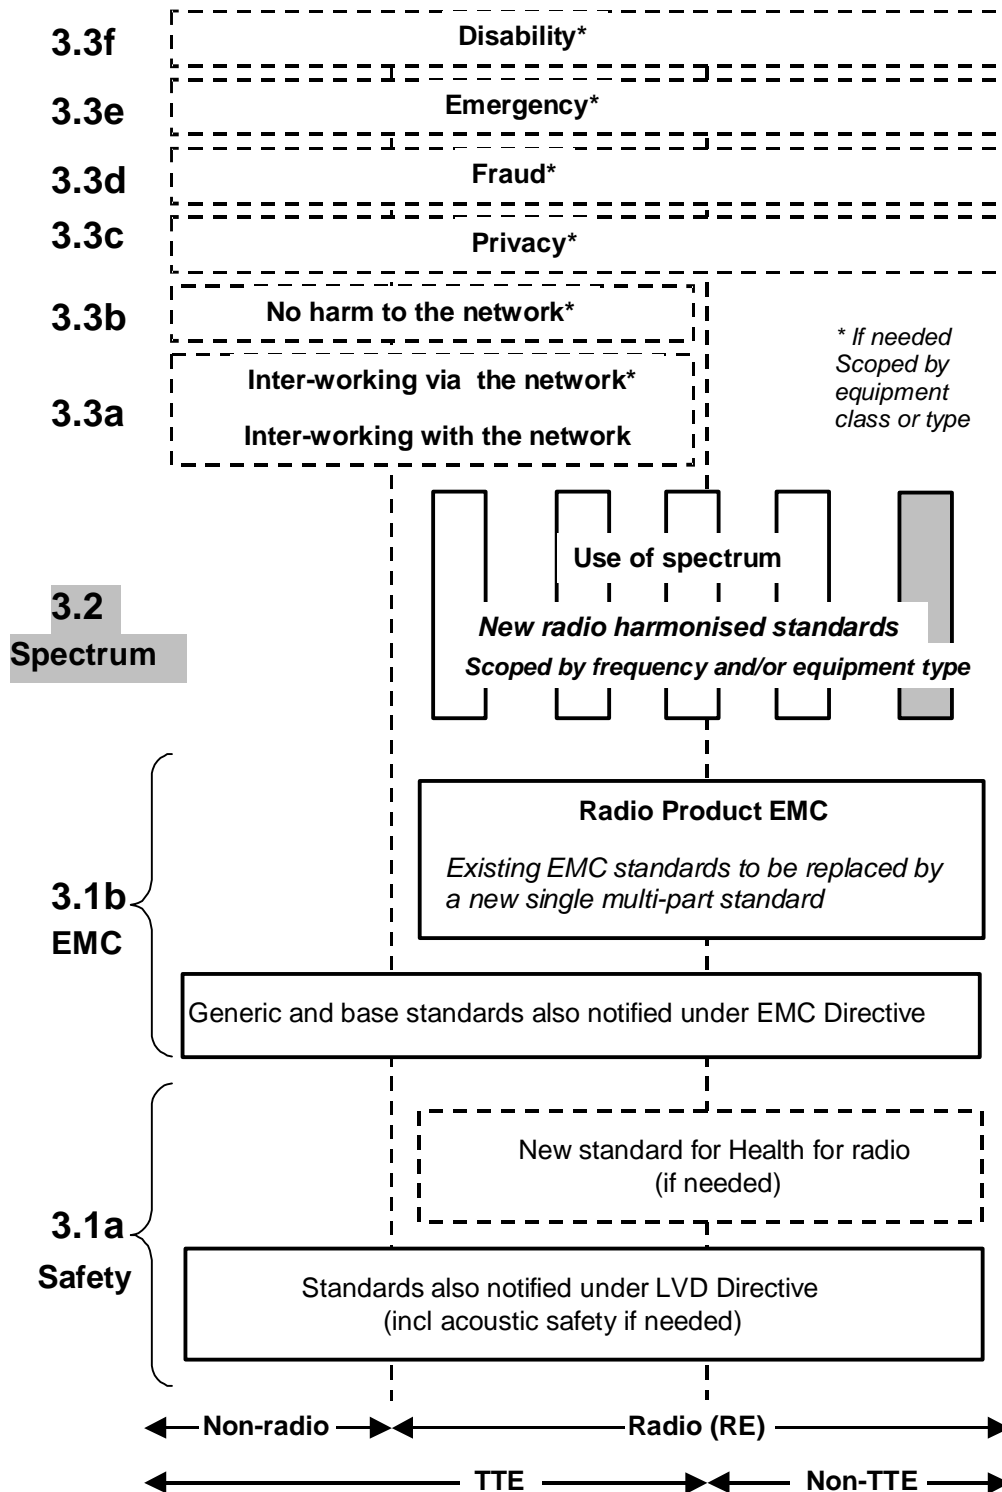 3.3f
Disability*
3.3e
Emergency*
3.3d
Fraud*
3.3c
Privacy*
3.3b
No harm to the network*
* If needed
Scoped by
equipment
class or type
3.3a
Inter-working via the network*
Inter-working with the network
Use of spectrum
3.2
Spectrum
New radio harmonised standards
Scoped by frequency and/or equipment type
3.1b
EMC
Radio Product EMC
Existing EMC standards to be replaced by
a new single multi-part standard
Generic and base standards also notified under EMC Directive
3.1a
Safety
New standard for Health for radio
(if needed)
Standards also notified under LVD Directive
(incl acoustic safety if needed)
Non-radio
Radio (RE)
TTE
Non-TTE